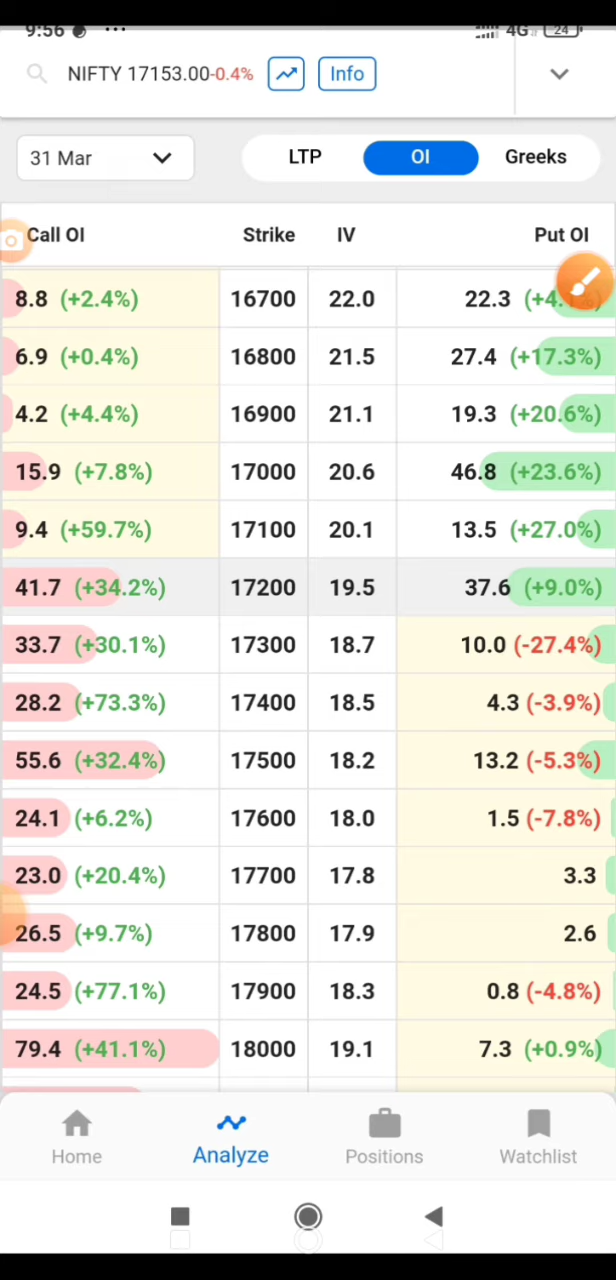 9:56 ...
4G 24
NIFTY 17153.00-0.4% Info
31 Mar LTP OI Greeks
Call OI Strike IV Put OI
8.8 (+2.4%) 16700 22.0 22.3
6.9 (+0.4%) 16800 21.5 27.4 (+17.3%)
4.2 (+4.4%) 16900 21.1 19.3 (+20.6%)
15.9 (+7.8%) 17000 20.6 46.8 (+23.6%)
9.4 (+59.7%) 17100 20.1 13.5 (+27.0%)
41.7 (+34.2%) 17200 19.5 37.6 (+9.0%)
33.7 (+30.1%) 17300 18.7 10.0 (-27.4%)
28.2 (+73.3%) 17400 18.5 4.3 (-3.9%)
55.6 (+32.4%) 17500 18.2 13.2 (-5.3%)
24.1 (+6.2%) 17600 18.0 1.5 (-7.8%)
23.0 (+20.4%) 17700 17.8 3.3
26.5 (+9.7%) 17800 17.9 2.6
24.5 (+77.1%) 17900 18.3 0.8 (-4.8%)
79.4 (+41.1%) 18000 19.1 7.3 (+0.9%)
Home Analyze Positions Watchlist